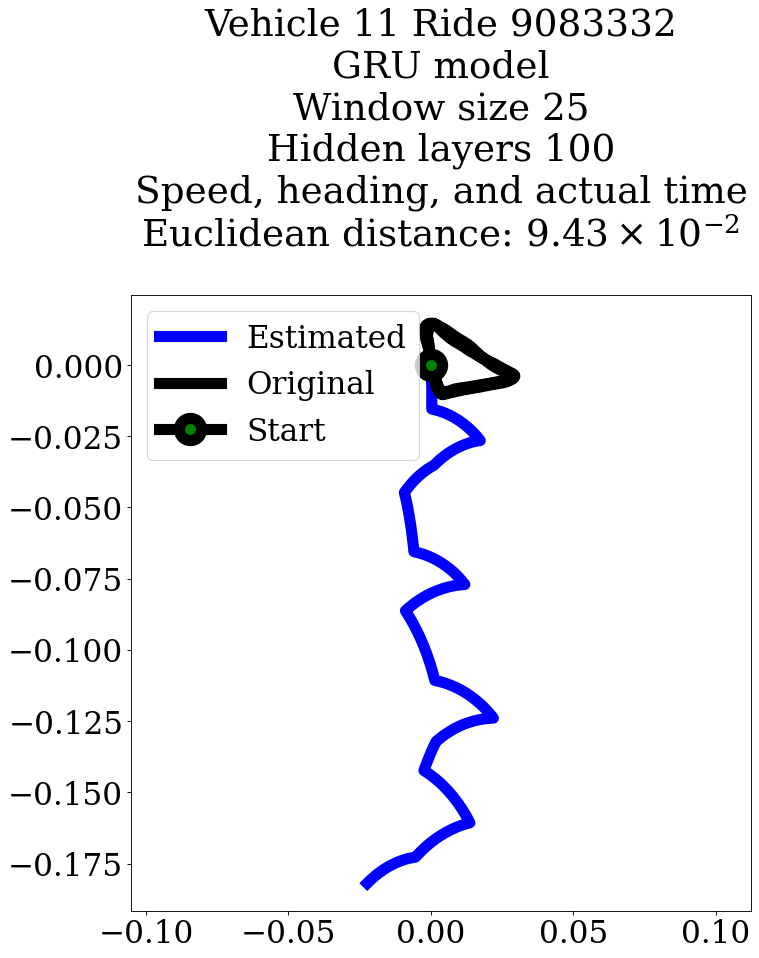 Vehicle 11 Ride 9083332
GRU model
Window size 25
Hidden layers 100
Speed, heading, and actual time
Euclidean distance: 9.43 × 10⁻²
Estimated
Original
Start
0.000
−0.025
−0.050
−0.075
−0.100
−0.125
−0.150
−0.175
−0.10 −0.05 0.00 0.05 0.10